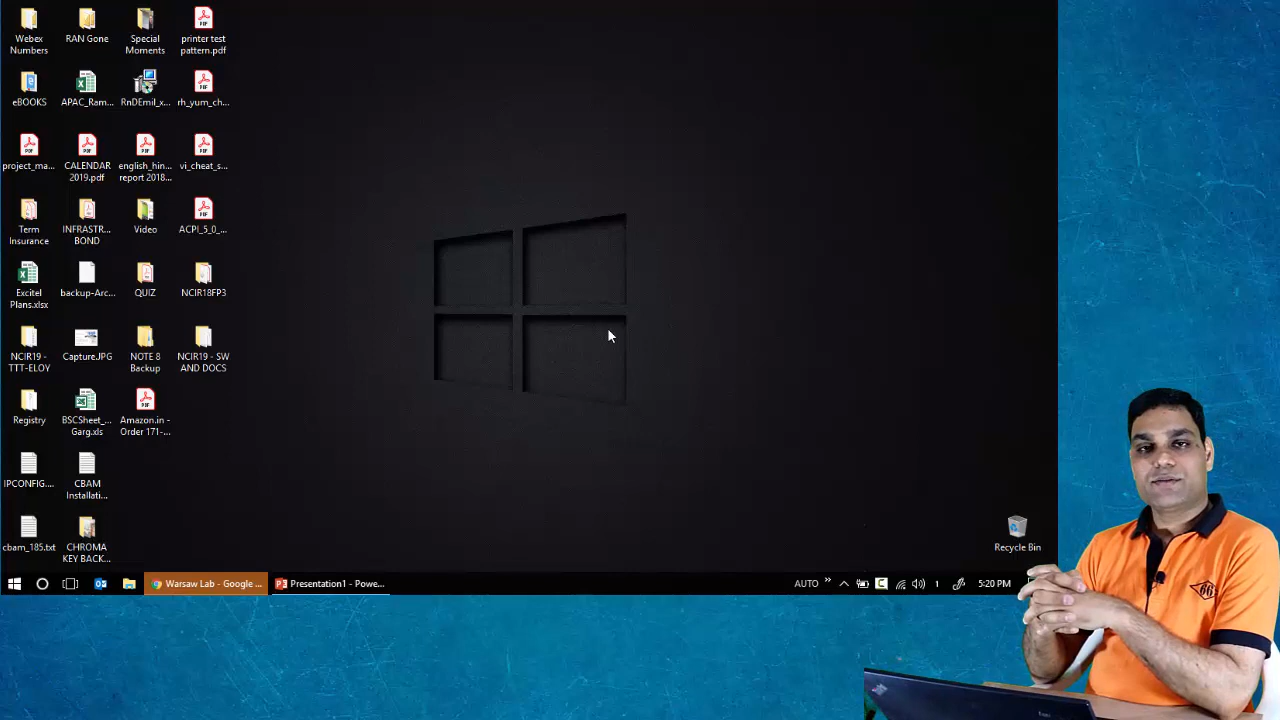 Webex
Numbers
RAN Gone
Special
Moments
printer test
pattern.pdf
eBOOKS
APAC_Ram...
RnDEmil_x...
rh_yum_ch...
project_ma...
CALENDAR
2019.pdf
english_hin...
report 2018...
vi_cheat_s...
Term
Insurance
INFRASTR...
BOND
Video
ACPI_5_0_...
Excitel
Plans.xlsx
backup-Arc...
QUIZ
NCIR18FP3
NCIR19 -
TTT-ELOY
CaptureJPG
NOTE 8
Backup
NCIR19 - SW
AND DOCS
Registry
BSCSheet_...
Garg.xls
Amazon.in -
Order 171-...
IPCONFIG....
CBAM
Installati...
cbam_185.txt
CHROMA
KEY BACK...
Recycle Bin
Warsaw Lab - Google ...
Presentation1 - Powe...
AUTO
5:20 PM
66